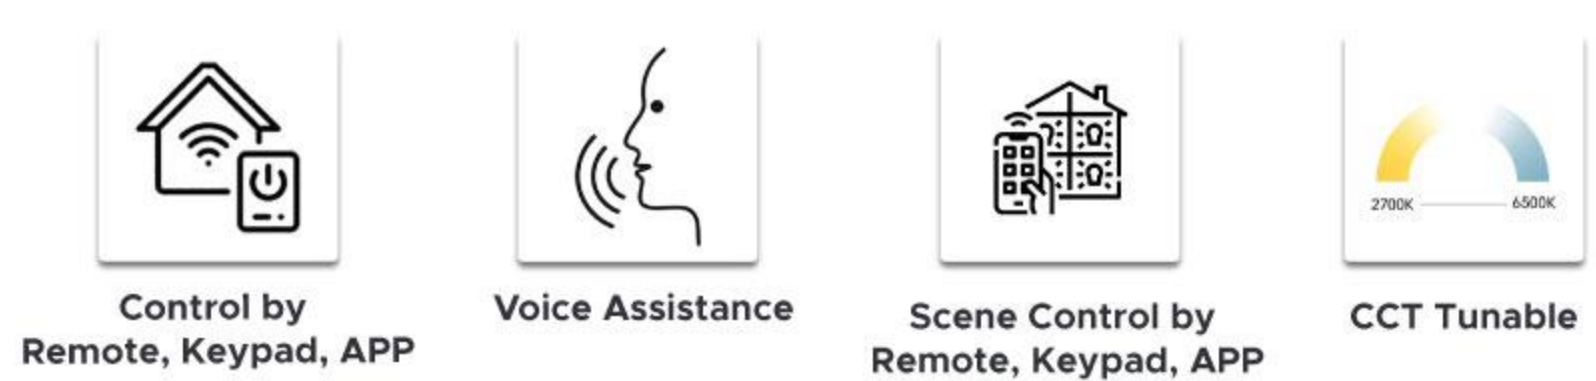 Control by
Remote, Keypad, APP
Voice Assistance
Scene Control by
Remote, Keypad, APP
2700K
6500K
CCT Tunable